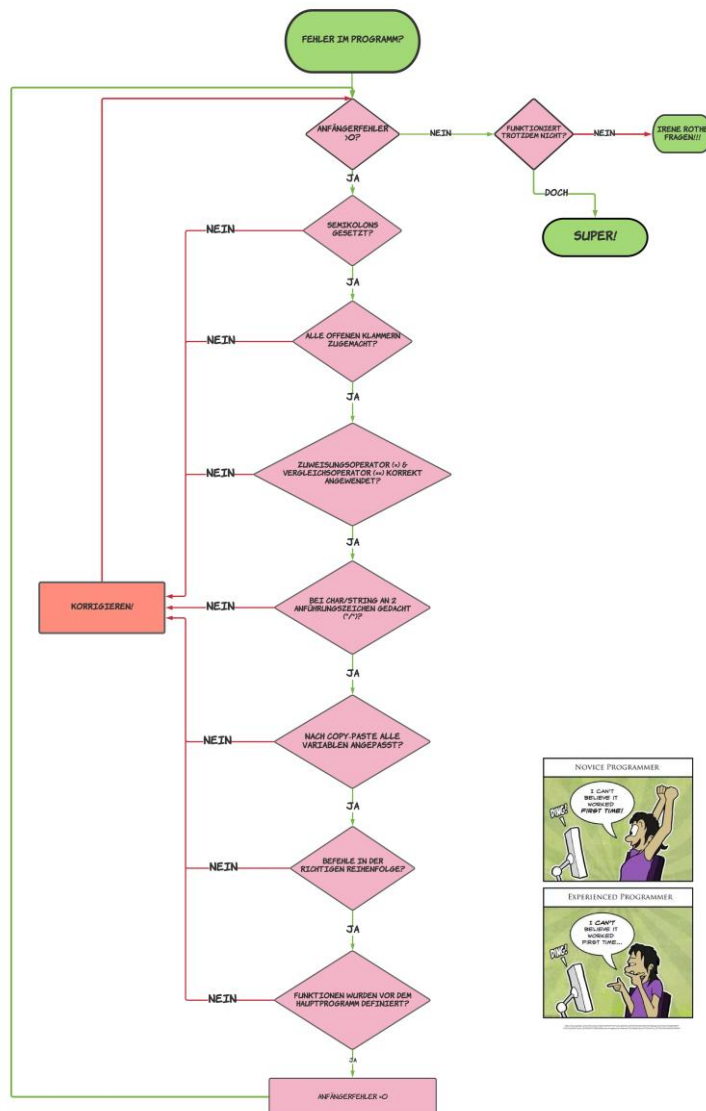 FEHLER IM PROGRAMM?
ANFÄNGERFEHLER
>0?
NEIN
FUNKTIONIERT
TROTZDEM NICHT?
NEIN
IRENE ROTHE
FRAGEN!!!
DOCH
SUPER!
JA
SEMIKOLONS
GESETZT?
NEIN
JA
ALLE OFFENEN KLAMMERN
ZUGEMACHT?
NEIN
JA
ZUWEISUNGSOPERATOR (=) &
VERGLEICHSOPERATOR (==) KORREKT
ANGEWENDET?
NEIN
JA
KORRIGIEREN!
NEIN
BEI CHAR/STRING AN 2
ANFÜHRUNGSZEICHEN GEDACHT
("/")?
JA
NACH COPY-PASTE ALLE
VARIABLEN ANGEPASST?
NEIN
JA
BEFEHLE IN DER
RICHTIGEN REIHENFOLGE?
NEIN
JA
FUNKTIONEN WURDEN VOR DEM
HAUPTPROGRAMM DEFINIERT?
NEIN
JA
ANFÄNGERFEHLER =0
NOVICE PROGRAMMER
I CAN'T
BELIEVE IT
WORKED
FIRST TIME!
DING!
EXPERIENCED PROGRAMMER
I CAN'T
BELIEVE IT
WORKED
FIRST TIME...
DING!